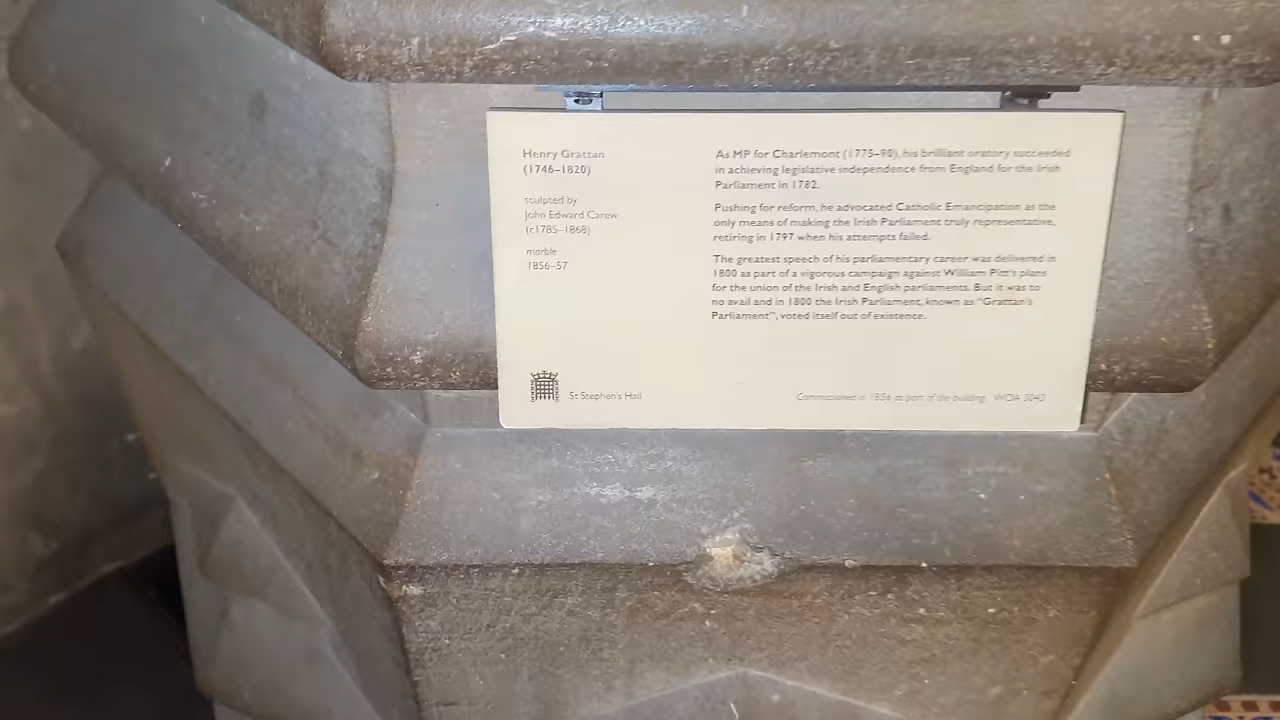 Henry Grattan
(1746–1820)
sculpted by
John Edward Carew
(c1785–1868)
marble
1856–57
As MP for Charlemont (1775–90), his brilliant oratory succeeded
in achieving legislative independence from England for the Irish
Parliament in 1782.
Pushing for reform, he advocated Catholic Emancipation as the
only means of making the Irish Parliament truly representative,
retiring in 1797 when his attempts failed.
The greatest speech of his parliamentary career was delivered in
1800 as part of a vigorous campaign against William Pitt's plans
for the union of the Irish and English parliaments. But it was to
no avail and in 1800 the Irish Parliament, known as "Grattan's
Parliament", voted itself out of existence.
St Stephen's Hall
Commissioned in 1856 as part of the building. WOA 3043